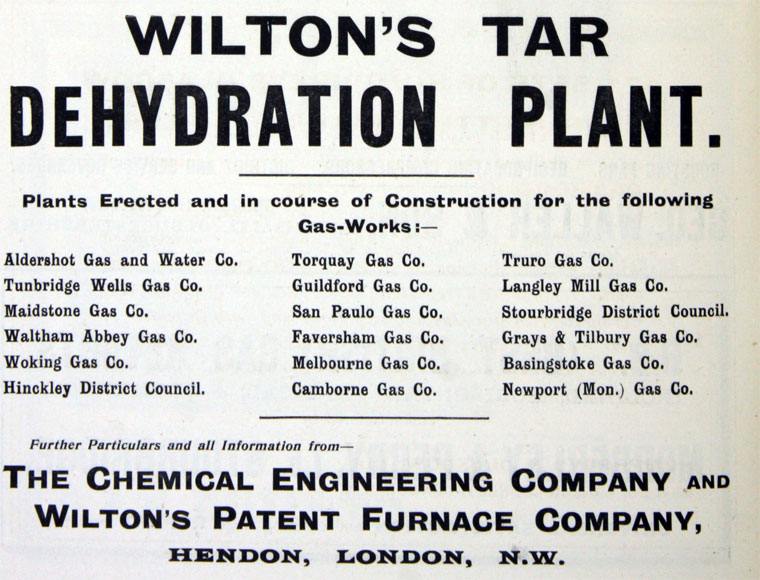 WILTON'S TAR
DEHYDRATION PLANT.
Plants Erected and in course of Construction for the following
Gas-Works:—
Aldershot Gas and Water Co.
Tunbridge Wells Gas Co.
Maidstone Gas Co.
Waltham Abbey Gas Co.
Woking Gas Co.
Hinckley District Council.
Torquay Gas Co.
Guildford Gas Co.
San Paulo Gas Co.
Faversham Gas Co.
Melbourne Gas Co.
Camborne Gas Co.
Truro Gas Co.
Langley Mill Gas Co.
Stourbridge District Council.
Grays & Tilbury Gas Co.
Basingstoke Gas Co.
Newport (Mon.) Gas Co.
Further Particulars and all Information from—
THE CHEMICAL ENGINEERING COMPANY AND
WILTON'S PATENT FURNACE COMPANY,
HENDON, LONDON, N.W.